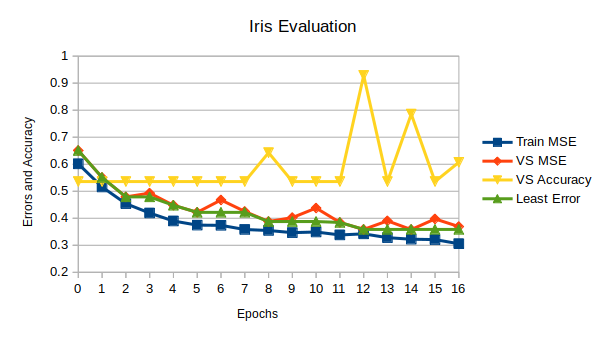 Iris Evaluation
1
0.9
0.8
0.7
0.6
0.5
0.4
0.3
0.2
Errors and Accuracy
0 1 2 3 4 5 6 7 8 9 10 11 12 13 14 15 16
Epochs
Train MSE
VS MSE
VS Accuracy
Least Error